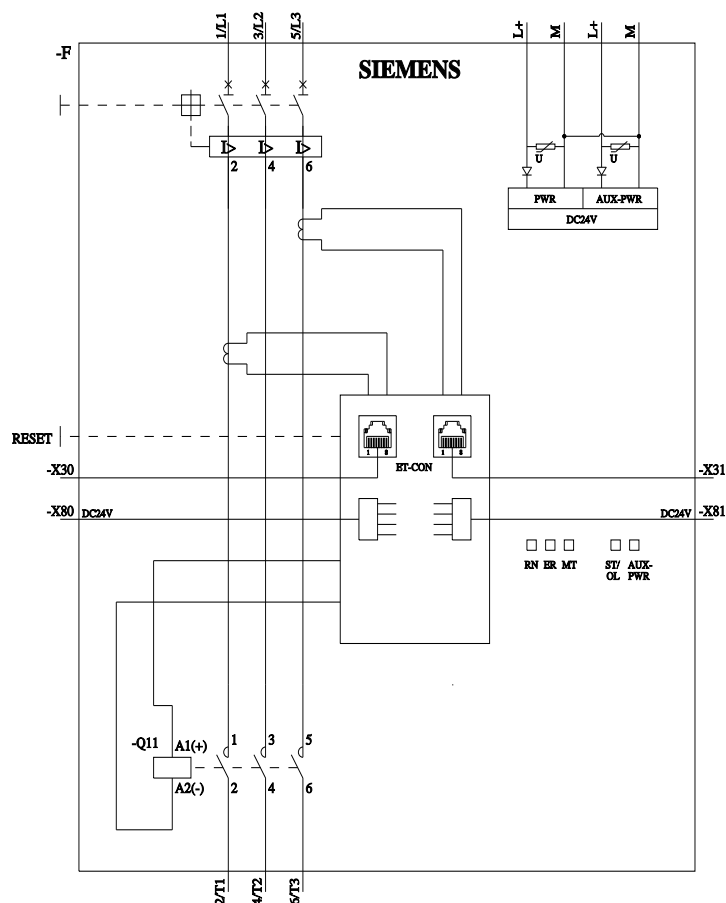 1/L1 3/L2 5/L3 L+ M L+ M
-F
SIEMENS
I> I> I>
2 4 6
U U
PWR AUX-PWR
DC24V
RESET
1 8 1 8
ET-CON
-X30 -X31
-X80 DC24V DC24V -X81
RN ER MT ST/ AUX-
OL PWR
-Q11 A1(+) 1 3 5
A2(-) 2 4 6
2/T1 4/T2 6/T3